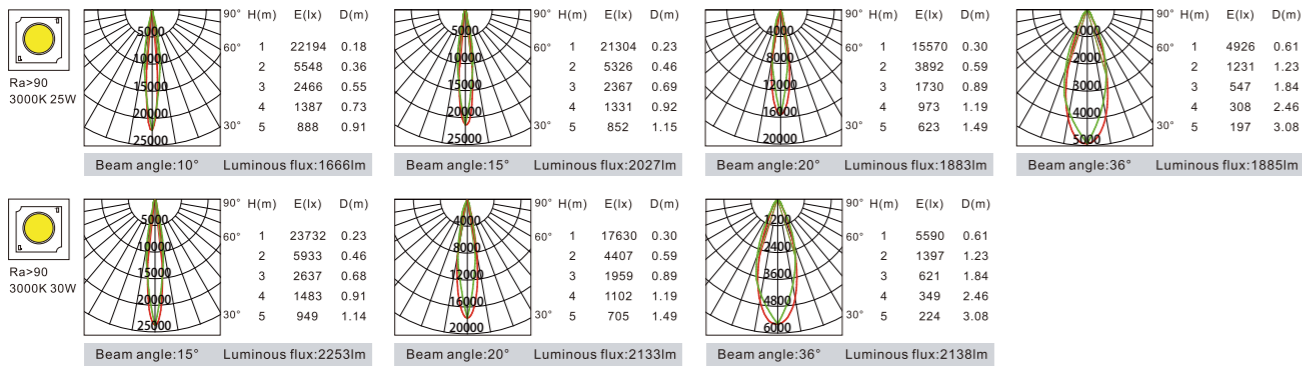 Ra>90
3000K 25W
5000
10000
15000
20000
25000
90° H(m) E(lx) D(m)
60° 1 22194 0.18
2 5548 0.36
3 2466 0.55
4 1387 0.73
30° 5 888 0.91
Beam angle:10° Luminous flux:1666lm
5000
10000
15000
20000
25000
90° H(m) E(lx) D(m)
60° 1 21304 0.23
2 5326 0.46
3 2367 0.69
4 1331 0.92
30° 5 852 1.15
Beam angle:15° Luminous flux:2027lm
4000
8000
12000
16000
20000
90° H(m) E(lx) D(m)
60° 1 15570 0.30
2 3892 0.59
3 1730 0.89
4 973 1.19
30° 5 623 1.49
Beam angle:20° Luminous flux:1883lm
1000
2000
3000
4000
5000
90° H(m) E(lx) D(m)
60° 1 4926 0.61
2 1231 1.23
3 547 1.84
4 308 2.46
30° 5 197 3.08
Beam angle:36° Luminous flux:1885lm
Ra>90
3000K 30W
5000
10000
15000
20000
25000
90° H(m) E(lx) D(m)
60° 1 23732 0.23
2 5933 0.46
3 2637 0.68
4 1483 0.91
30° 5 949 1.14
Beam angle:15° Luminous flux:2253lm
4000
8000
12000
16000
20000
90° H(m) E(lx) D(m)
60° 1 17630 0.30
2 4407 0.59
3 1959 0.89
4 1102 1.19
30° 5 705 1.49
Beam angle:20° Luminous flux:2133lm
1200
2400
3600
4800
6000
90° H(m) E(lx) D(m)
60° 1 5590 0.61
2 1397 1.23
3 621 1.84
4 349 2.46
30° 5 224 3.08
Beam angle:36° Luminous flux:2138lm